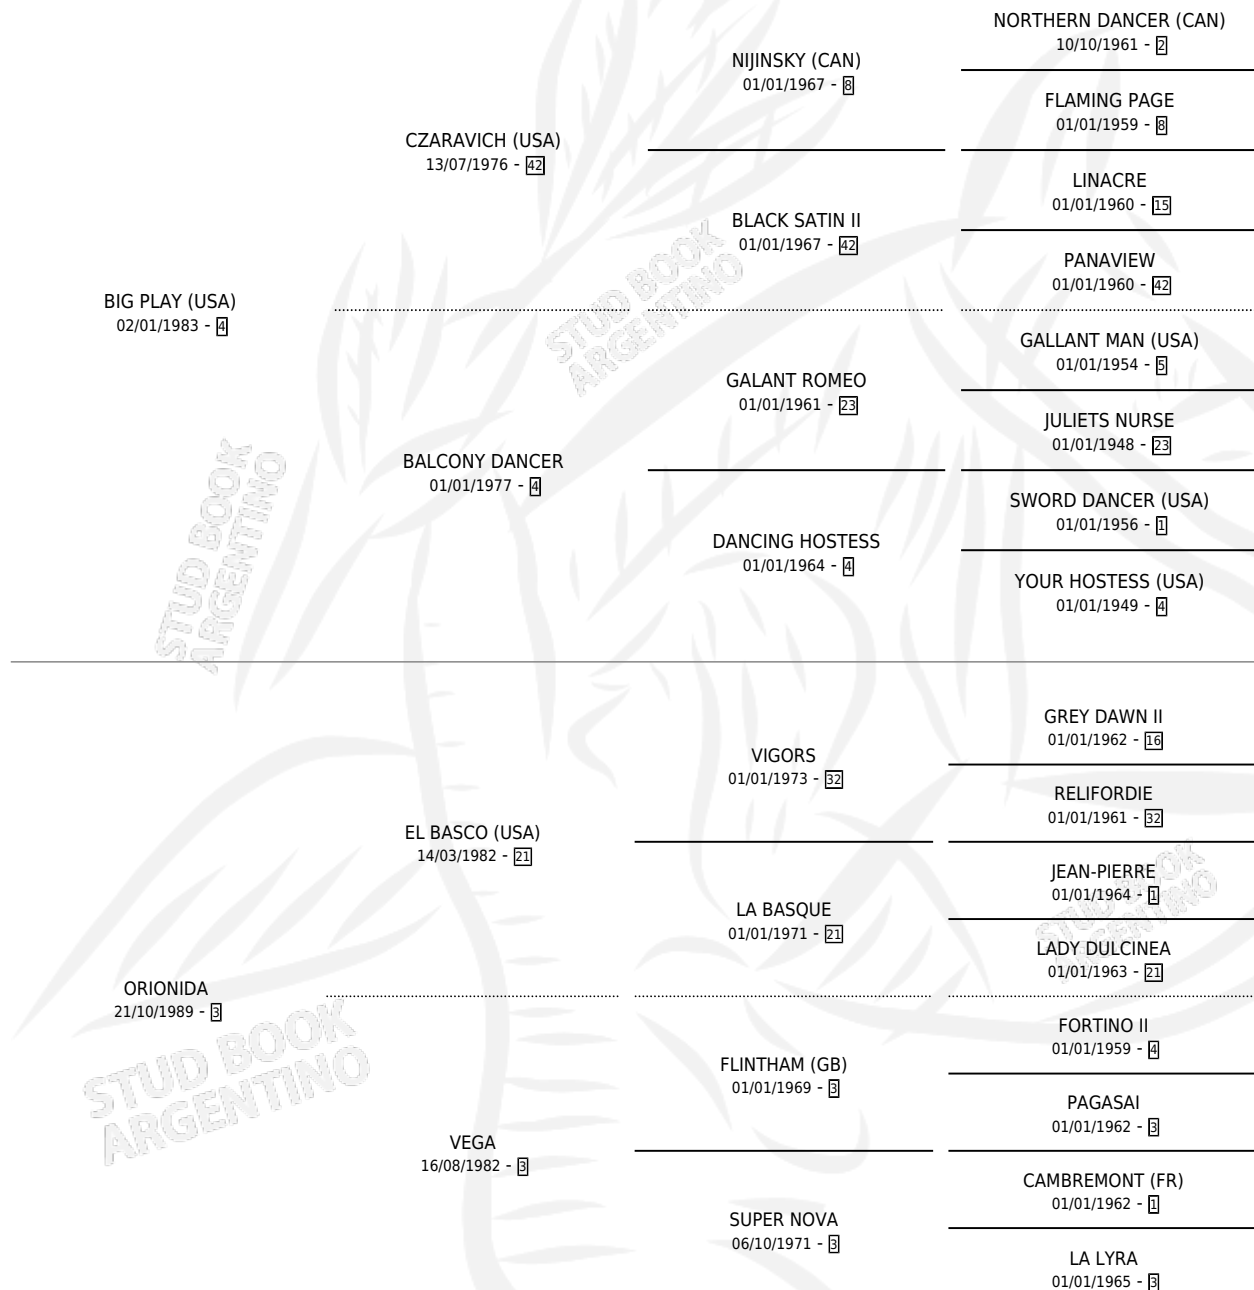 NORTHERN DANCER (CAN)
10/10/1961 - 2
NIJINSKY (CAN)
01/01/1967 - 8
FLAMING PAGE
01/01/1959 - 8
CZARAVICH (USA)
13/07/1976 - 42
LINACRE
01/01/1960 - 15
BLACK SATIN II
01/01/1967 - 42
PANAVIEW
01/01/1960 - 42
BIG PLAY (USA)
02/01/1983 - 4
STUD BOOK
ARGENTINO
GALLANT MAN (USA)
01/01/1954 - 5
GALANT ROMEO
01/01/1961 - 23
JULIETS NURSE
01/01/1948 - 23
BALCONY DANCER
01/01/1977 - 4
SWORD DANCER (USA)
01/01/1956 - 1
DANCING HOSTESS
01/01/1964 - 4
YOUR HOSTESS (USA)
01/01/1949 - 4
STUD BOOK
ARGENTINO
GREY DAWN II
01/01/1962 - 16
VIGORS
01/01/1973 - 32
RELIFORDIE
01/01/1961 - 32
EL BASCO (USA)
14/03/1982 - 21
JEAN-PIERRE
01/01/1964 - 1
LA BASQUE
01/01/1971 - 21
STUD BOOK
ARGENTINO
LADY DULCINEA
01/01/1963 - 21
ORIONIDA
21/10/1989 - 3
STUD BOOK
ARGENTINO
FORTINO II
01/01/1959 - 4
FLINTHAM (GB)
01/01/1969 - 3
PAGASAI
01/01/1962 - 3
VEGA
16/08/1982 - 3
CAMBREMONT (FR)
01/01/1962 - 1
SUPER NOVA
06/10/1971 - 3
LA LYRA
01/01/1965 - 3